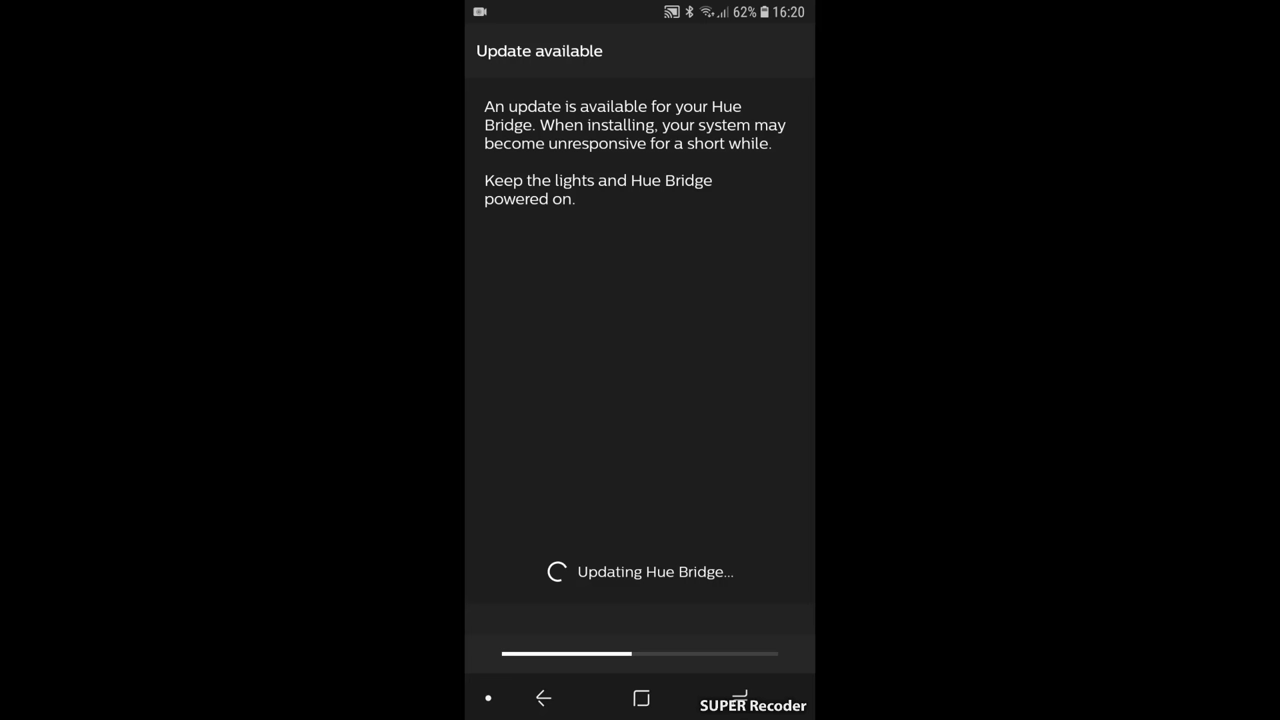 62% 16:20
Update available
An update is available for your Hue
Bridge. When installing, your system may
become unresponsive for a short while.
Keep the lights and Hue Bridge
powered on.
Updating Hue Bridge...
SUPER Recoder